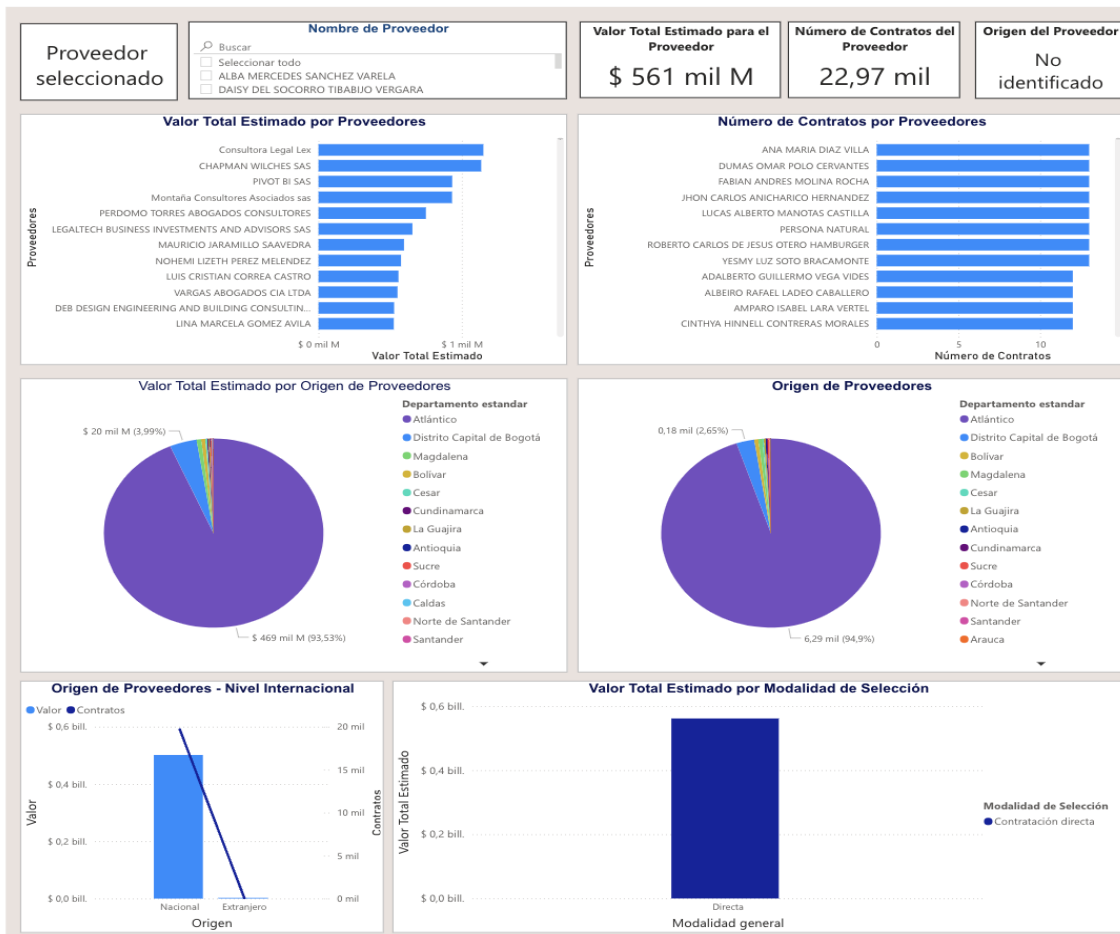 Proveedor
seleccionado
Nombre de Proveedor
Buscar
Seleccionar todo
ALBA MERCEDES SANCHEZ VARELA
DAISY DEL SOCORRO TIBABIJO VERGARA
Valor Total Estimado para el
Proveedor
$ 561 mil M
Número de Contratos del
Proveedor
22,97 mil
Origen del Proveedor
No
identificado
Valor Total Estimado por Proveedores
Proveedores
Consultora Legal Lex
CHAPMAN WILCHES SAS
PIVOT BI SAS
Montaña Consultores Asociados sas
PERDOMO TORRES ABOGADOS CONSULTORES
LEGALTECH BUSINESS INVESTMENTS AND ADVISORS SAS
MAURICIO JARAMILLO SAAVEDRA
NOHEMI LIZETH PEREZ MELENDEZ
LUIS CRISTIAN CORREA CASTRO
VARGAS ABOGADOS CIA LTDA
DEB DESIGN ENGINEERING AND BUILDING CONSULTIN...
LINA MARCELA GOMEZ AVILA
$ 0 mil M
$ 1 mil M
Valor Total Estimado
Número de Contratos por Proveedores
Proveedores
ANA MARIA DIAZ VILLA
DUMAS OMAR POLO CERVANTES
FABIAN ANDRES MOLINA ROCHA
JHON CARLOS ANICHARICO HERNANDEZ
LUCAS ALBERTO MANOTAS CASTILLA
PERSONA NATURAL
ROBERTO CARLOS DE JESUS OTERO HAMBURGER
YESMY LUZ SOTO BRACAMONTE
ADALBERTO GUILLERMO VEGA VIDES
ALBEIRO RAFAEL LADEO CABALLERO
AMPARO ISABEL LARA VERTEL
CINTHYA HINNELL CONTRERAS MORALES
0
5
10
Número de Contratos
Valor Total Estimado por Origen de Proveedores
$ 20 mil M (3,99%)
$ 469 mil M (93,53%)
Departamento estandar
Atlántico
Distrito Capital de Bogotá
Magdalena
Bolívar
Cesar
Cundinamarca
La Guajira
Antioquia
Sucre
Córdoba
Caldas
Norte de Santander
Santander
Origen de Proveedores
0,18 mil (2,65%)
6,29 mil (94,9%)
Departamento estandar
Atlántico
Distrito Capital de Bogotá
Bolívar
Magdalena
Cesar
La Guajira
Antioquia
Cundinamarca
Sucre
Córdoba
Norte de Santander
Santander
Arauca
Origen de Proveedores - Nivel Internacional
Valor
Contratos
$ 0,6 bill.
$ 0,4 bill.
$ 0,2 bill.
$ 0,0 bill.
Valor
20 mil
15 mil
10 mil
5 mil
0 mil
Contratos
Nacional
Extranjero
Origen
Valor Total Estimado por Modalidad de Selección
Valor Total Estimado
$ 0,6 bill.
$ 0,4 bill.
$ 0,2 bill.
$ 0,0 bill.
Directa
Modalidad general
Modalidad de Selección
Contratación directa